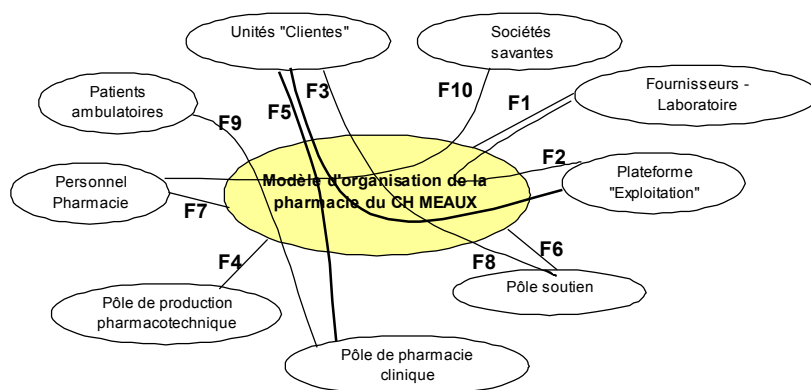 Unités "Clientes"
Sociétés
savantes
Fournisseurs -
Laboratoire
Patients
ambulatoires
F3
F10
F1
F5
F9
F2
Modèle d'organisation de la
pharmacie du CH MEAUX
Plateforme
"Exploitation"
Personnel
Pharmacie
F7
F4
F6
F8
Pôle soutien
Pôle de production
pharmacotechnique
Pôle de pharmacie
clinique